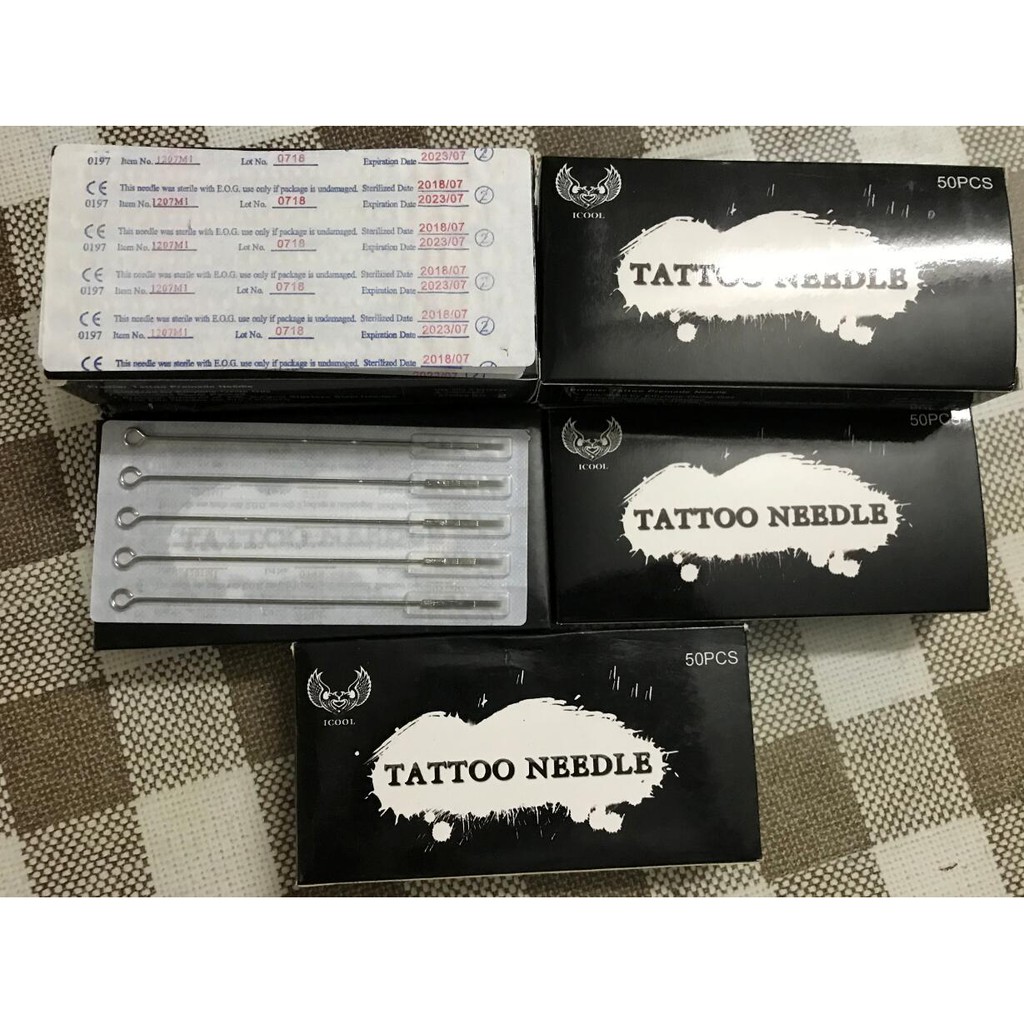 0197 Item No. 1207M1 Lot No. 0718 Expiration Date 2023/07 2
CE This needle was sterile with E.O.G. use only if package is undamaged. Sterilized Date 2018/07
0197 Item No. 1207M1 Lot No. 0718 Expiration Date 2023/07 2
CE This needle was sterile with E.O.G. use only if package is undamaged. Sterilized Date 2018/07
0197 Item No. 1207M1 Lot No. 0718 Expiration Date 2023/07 2
CE This needle was sterile with E.O.G. use only if package is undamaged. Sterilized Date 2018/07
0197 Item No. 1207M1 Lot No. 0718 Expiration Date 2023/07 2
CE This needle was sterile with E.O.G. use only if package is undamaged. Sterilized Date 2018/07
0197 Item No. 1207M1 Lot No. 0718 Expiration Date 2023/07 2
CE This needle was sterile with E.O.G. use only if package is undamaged. Sterilized Date 2018/07
ICOOL
50PCS
TATTOO NEEDLE
ICOOL
50PCS
TATTOO NEEDLE
ICOOL
50PCS
TATTOO NEEDLE